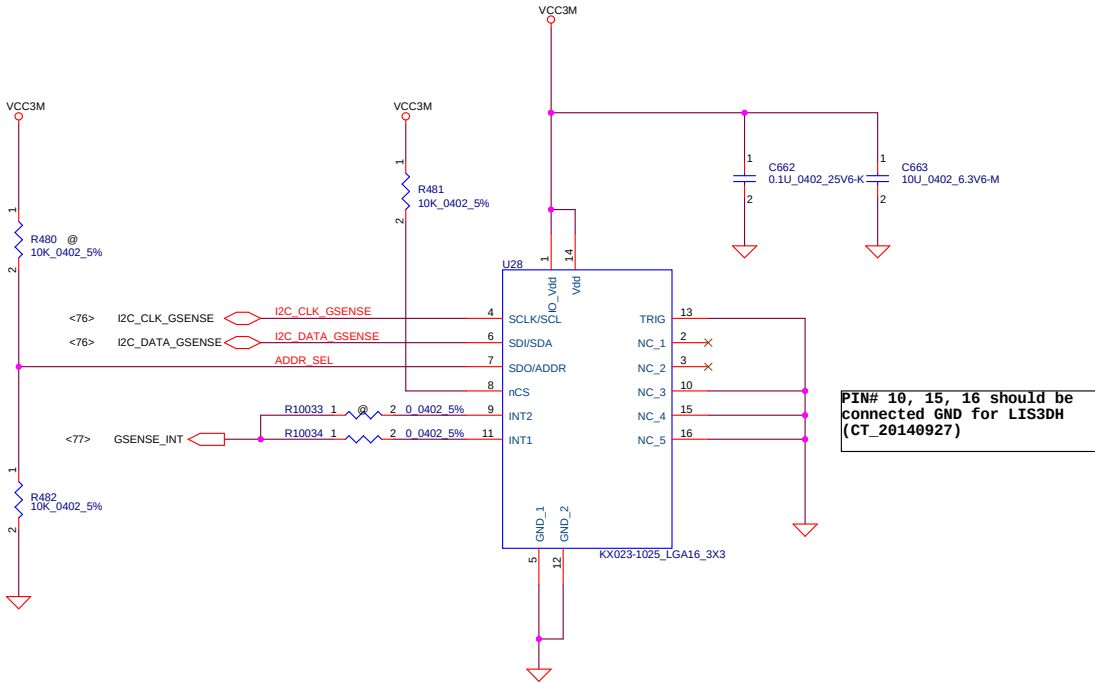 VCC3M
VCC3M
VCC3M
1
C662
0.1U_0402_25V6-K
2
1
C663
10U_0402_6.3V6-M
2
1
R481
10K_0402_5%
2
1
R480 @
10K_0402_5%
2
U28
1
IO_Vdd
14
Vdd
<76> I2C_CLK_GSENSE I2C_CLK_GSENSE 4 SCLK/SCL
<76> I2C_DATA_GSENSE I2C_DATA_GSENSE 6 SDI/SDA
ADDR_SEL 7 SDO/ADDR
8 nCS
R10033 1 @ 2 0_0402_5% 9 INT2
<77> GSENSE_INT R10034 1 2 0_0402_5% 11 INT1
TRIG 13
NC_1 2
NC_2 3
NC_3 10
NC_4 15
NC_5 16
PIN# 10, 15, 16 should be
connected GND for LIS3DH
(CT_20140927)
1
R482
10K_0402_5%
2
GND_1
5
GND_2
12
KX023-1025_LGA16_3X3